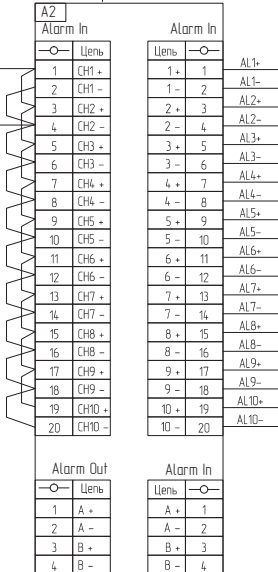 A2
Alarm In Alarm In
Цепь Цепь
1 CH1 + 1 + 1 AL1+
2 CH1 – 1 – 2 AL1–
3 CH2 + 2 + 3 AL2+
4 CH2 – 2 – 4 AL2–
5 CH3 + 3 + 5 AL3+
6 CH3 – 3 – 6 AL3–
7 CH4 + 4 + 7 AL4+
8 CH4 – 4 – 8 AL4–
9 CH5 + 5 + 9 AL5+
10 CH5 – 5 – 10 AL5–
11 CH6 + 6 + 11 AL6+
12 CH6 – 6 – 12 AL6–
13 CH7 + 7 + 13 AL7+
14 CH7 – 7 – 14 AL7–
15 CH8 + 8 + 15 AL8+
16 CH8 – 8 – 16 AL8–
17 CH9 + 9 + 17 AL9+
18 CH9 – 9 – 18 AL9–
19 CH10 + 10 + 19 AL10+
20 CH10 – 10 – 20 AL10–
Alarm Out Alarm In
Цепь Цепь
1 A + A + 1
2 A – A – 2
3 B + B + 3
4 B – B – 4